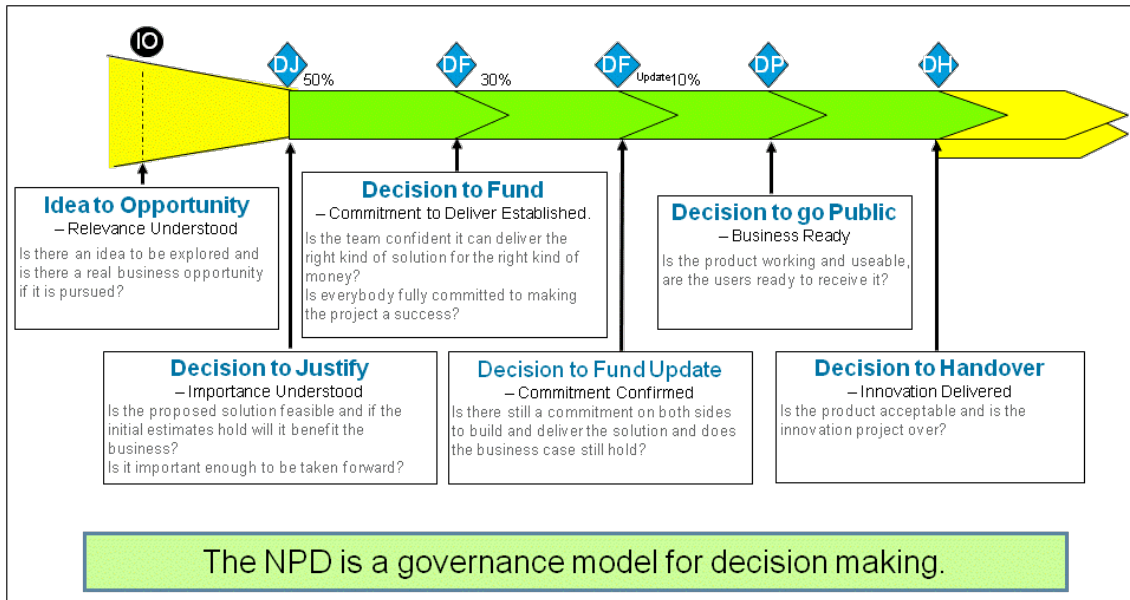 IO
DJ
50%
DF
30%
DF
Update
10%
DP
DH
Idea to Opportunity
– Relevance Understood
Is there an idea to be explored and
is there a real business opportunity
if it is pursued?
Decision to Fund
– Commitment to Deliver Established.
Is the team confident it can deliver the
right kind of solution for the right kind of
money?
Is everybody fully committed to making
the project a success?
Decision to go Public
– Business Ready
Is the product working and useable,
are the users ready to receive it?
Decision to Justify
– Importance Understood
Is the proposed solution feasible and if the
initial estimates hold will it benefit the
business?
Is it important enough to be taken forward?
Decision to Fund Update
– Commitment Confirmed
Is there still a commitment on both sides
to build and deliver the solution and does
the business case still hold?
Decision to Handover
– Innovation Delivered
Is the product acceptable and is the
innovation project over?
The NPD is a governance model for decision making.